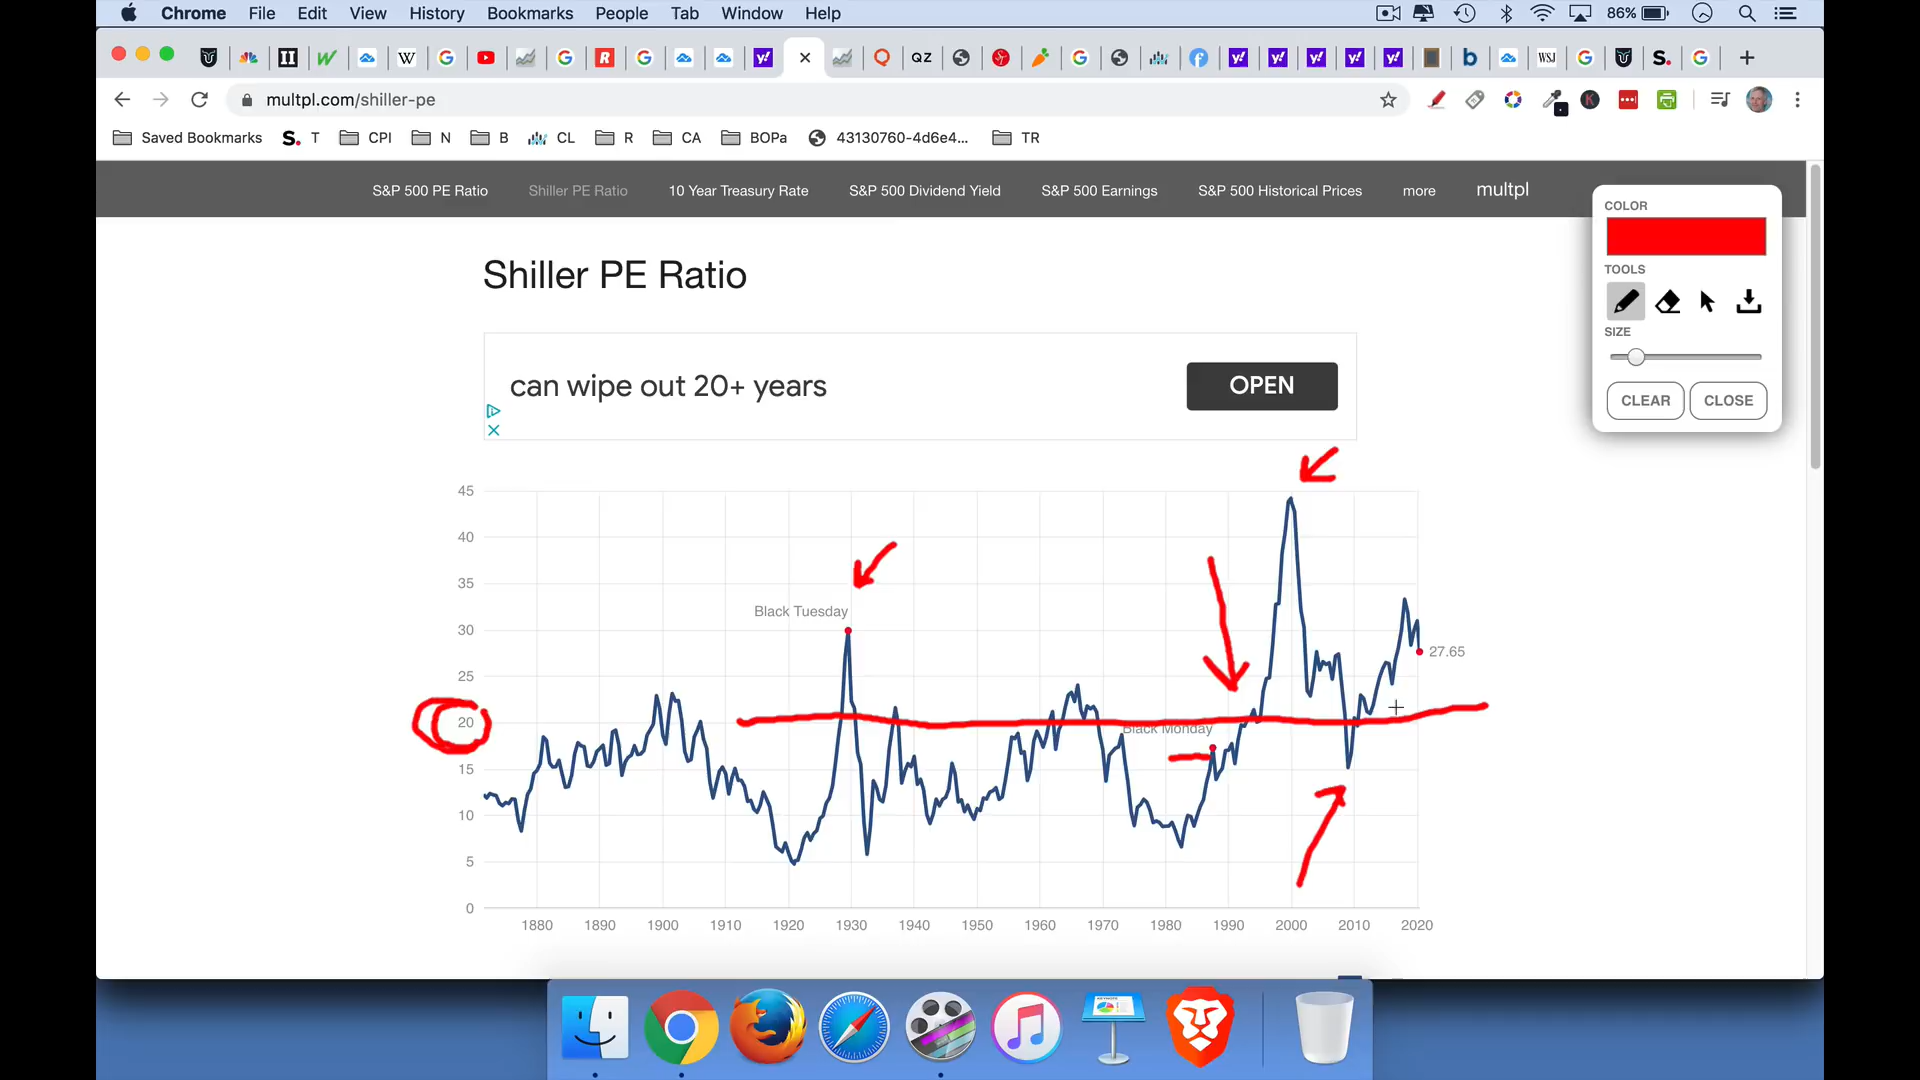 Chrome File Edit View History Bookmarks People Tab Window Help 86%
multpl.com/shiller-pe
Saved Bookmarks S. T CPI N B CL R CA BOPa 43130760-4d6e4... TR
S&P 500 PE Ratio Shiller PE Ratio 10 Year Treasury Rate S&P 500 Dividend Yield S&P 500 Earnings S&P 500 Historical Prices more multpl
COLOR
TOOLS
SIZE
CLEAR CLOSE
Shiller PE Ratio
can wipe out 20+ years OPEN
45
40
35
Black Tuesday
30
27.65
25
20
Black Monday
15
10
5
0
1880 1890 1900 1910 1920 1930 1940 1950 1960 1970 1980 1990 2000 2010 2020